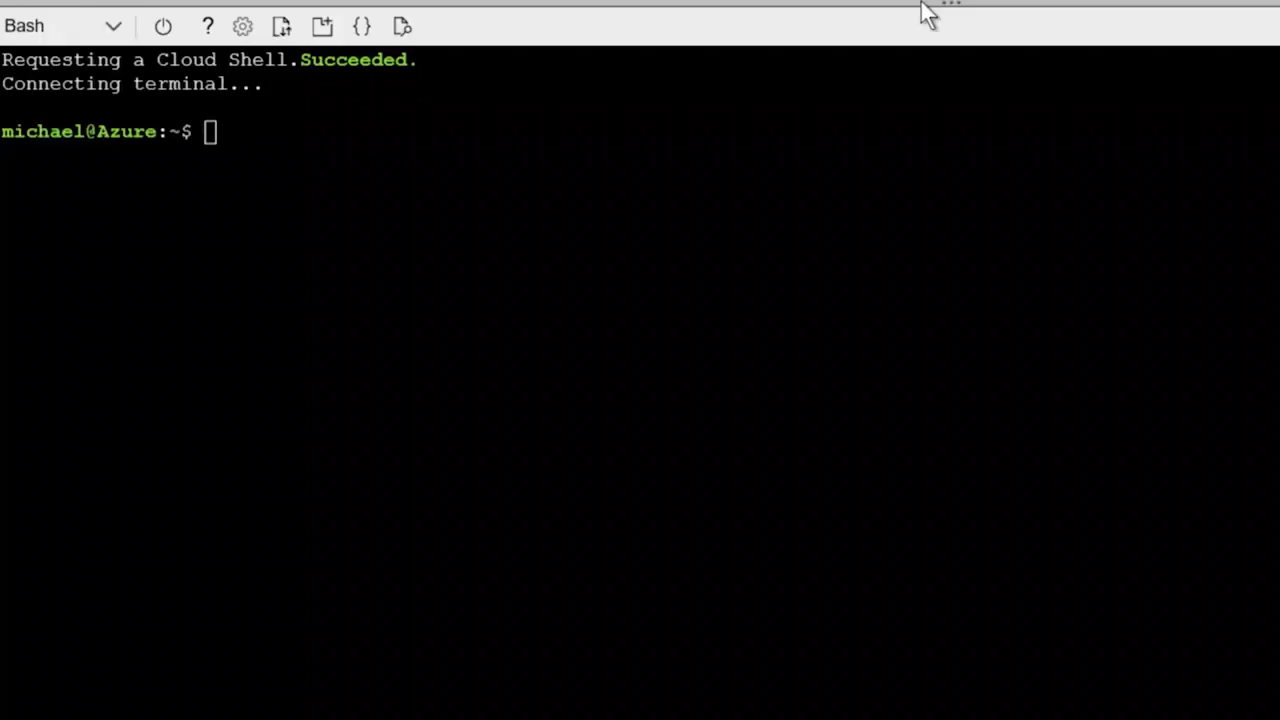 Bash
Requesting a Cloud Shell.Succeeded.
Connecting terminal...
michael@Azure:~$